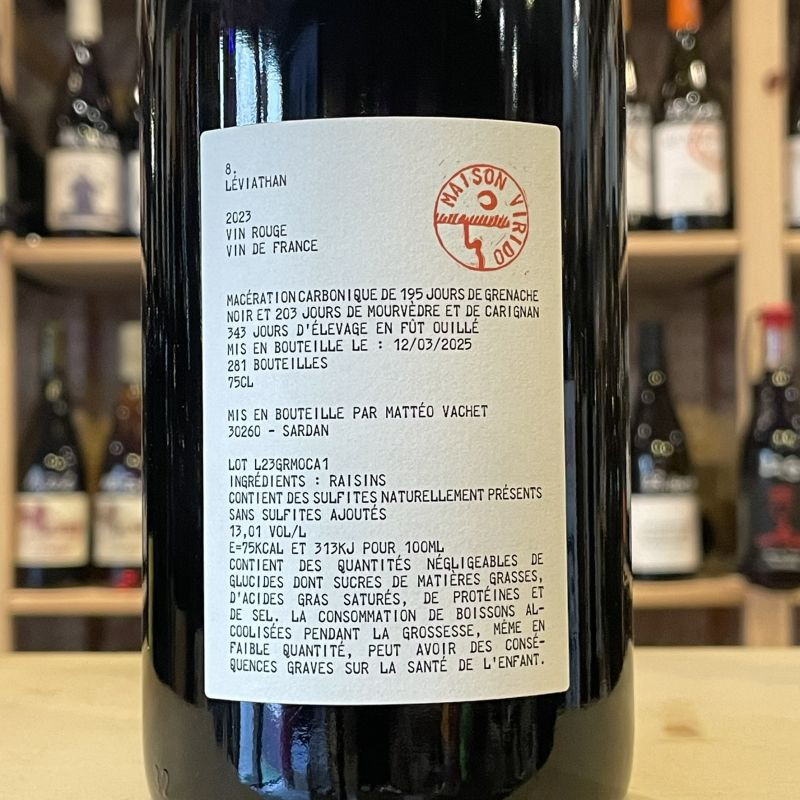 8.
LÉVIATHAN
MAISON VIRIDO
2023
VIN ROUGE
VIN DE FRANCE
MACÉRATION CARBONIQUE DE 195 JOURS DE GRENACHE
NOIR ET 203 JOURS DE MOURVÈDRE ET DE CARIGNAN
343 JOURS D'ÉLEVAGE EN FÛT OUILLÉ
MIS EN BOUTEILLE LE : 12/03/2025
281 BOUTEILLES
75CL
MIS EN BOUTEILLE PAR MATTÉO VACHET
30260 - SARDAN
LOT L23GRMOCA1
INGRÉDIENTS : RAISINS
CONTIENT DES SULFITES NATURELLEMENT PRÉSENTS
SANS SULFITES AJOUTÉS
13,01 VOL/L
E=75KCAL ET 313KJ POUR 100ML
CONTIENT DES QUANTITÉS NÉGLIGEABLES DE
GLUCIDES DONT SUCRES DE MATIÈRES GRASSES,
D'ACIDES GRAS SATURÉS, DE PROTÉINES ET
DE SEL. LA CONSOMMATION DE BOISSONS AL-
COOLISÉES PENDANT LA GROSSESSE, MÊME EN
FAIBLE QUANTITÉ, PEUT AVOIR DES CONSÉ-
QUENCES GRAVES SUR LA SANTÉ DE L'ENFANT.